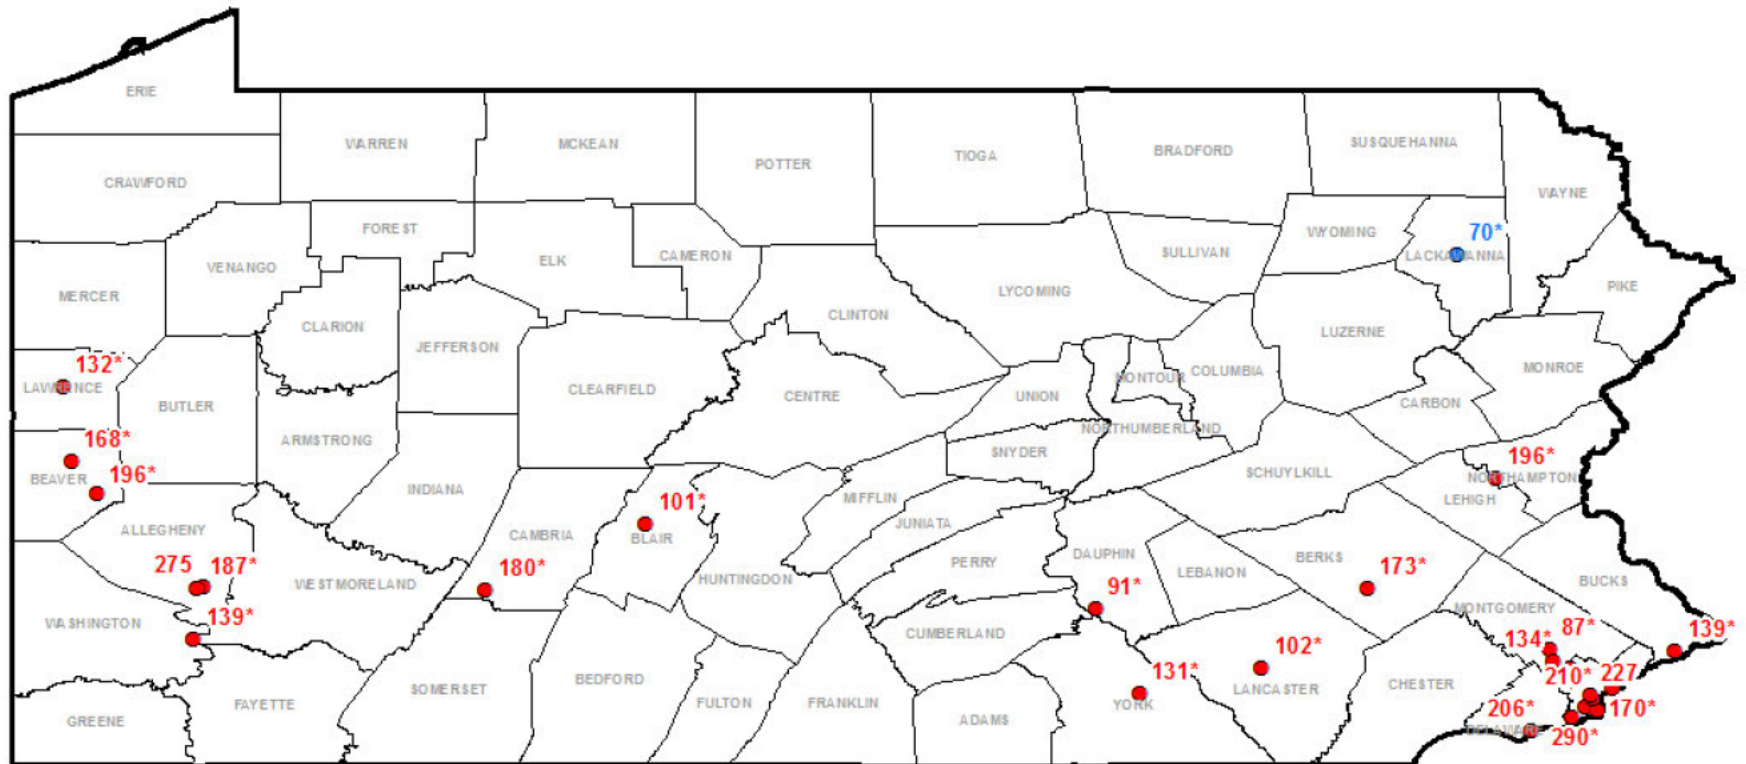 ERIE
WARREN
MCKEAN
POTTER
TIOGA
BRADFORD
SUSQUEHANNA
CRAWFORD
WAYNE
FOREST
70*
WYOMING
CAMERON
SULLIVAN
LACKAWANNA
VENANGO
ELK
MERCER
LYCOMING
PIKE
CLARION
CLINTON
JEFFERSON
LUZERNE
132*
LAWRENCE
MONROE
CLEARFIELD
CENTRE
UNION
MONTOUR
COLUMBIA
BUTLER
CARBON
168*
ARMSTRONG
NORTHUMBERLAND
SNYDER
196*
BEAVER
196*
SCHUYLKILL
NORTHAMPTON
INDIANA
101*
MIFFLIN
LEHIGH
ALLEGHENY
CAMBRIA
BLAIR
JUNIATA
DAUPHIN
BERKS
275
187*
180*
HUNTINGDON
PERRY
LEBANON
173*
BUCKS
WESTMORELAND
91*
MONTGOMERY
WASHINGTON
139*
CUMBERLAND
134*
87*
139*
131*
102*
210*
227
SOMERSET
BEDFORD
LANCASTER
CHESTER
FAYETTE
FULTON
FRANKLIN
YORK
206*
170*
GREENE
ADAMS
DELAWARE
290*